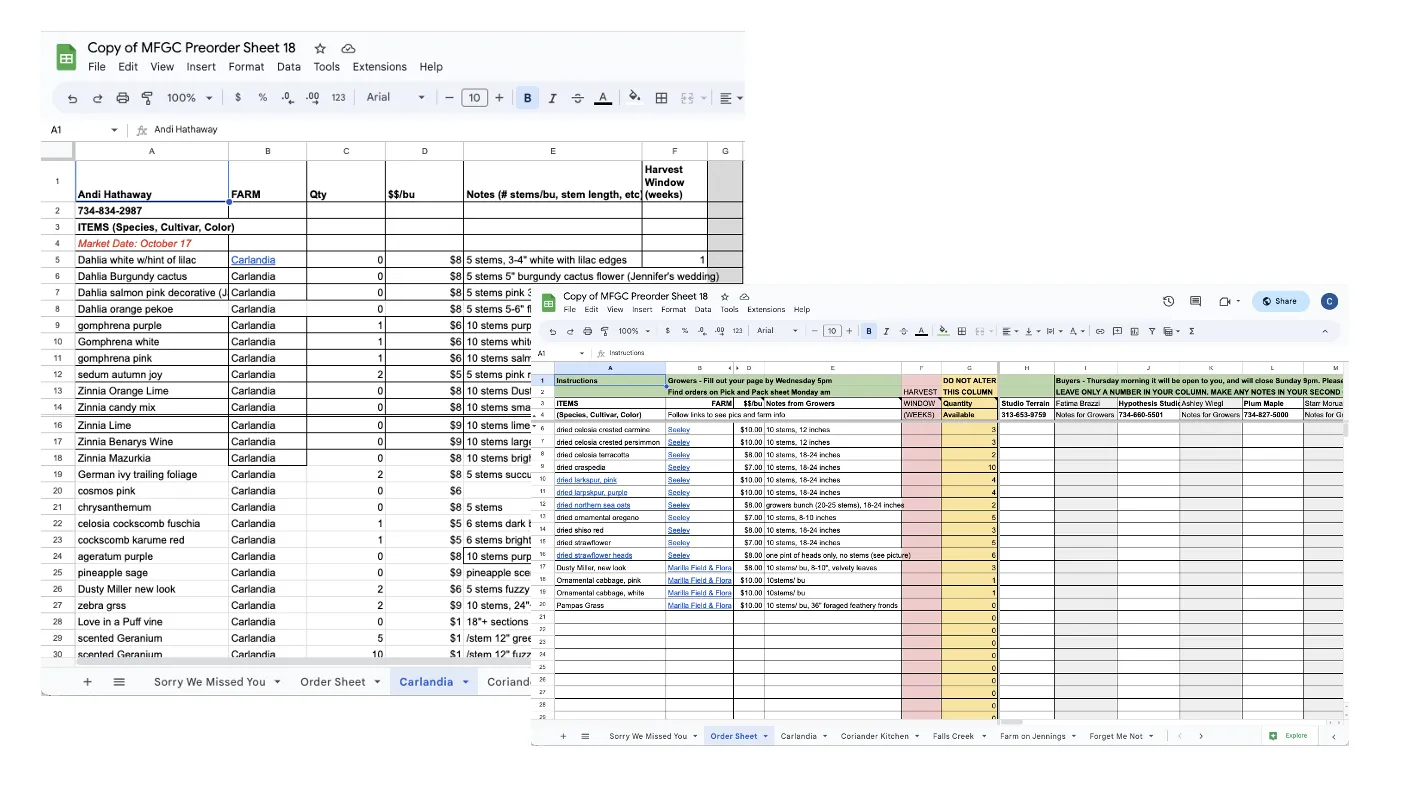 Copy of MFGC Preorder Sheet 18
File Edit View Insert Format Data Tools Extensions Help
100% $ % .0 .00 123 Arial 10 B I A
A1 fx Andi Hathaway
A B C D E F G
1 Andi Hathaway FARM Qty $$/bu Notes (# stems/bu, stem length, etc) Harvest Window (weeks)
2 734-834-2987
3 ITEMS (Species, Cultivar, Color)
4 Market Date: October 17
5 Dahlia white w/hint of lilac Carlandia 0 $8 5 stems, 3-4" white with lilac edges 1
6 Dahlia Burgundy cactus Carlandia 0 $8 5 stems 5" burgundy cactus flower (Jennifer's wedding)
7 Dahlia salmon pink decorative (J Carlandia 0 $8 5 stems pink 3
8 Dahlia orange pekoe Carlandia 0 $8 5 stems 5-6" fl
9 gomphrena purple Carlandia 1 $6 10 stems purp
10 Gomphrena white Carlandia 1 $6 10 stems white
11 gomphrena pink Carlandia 1 $6 10 stems salm
12 sedum autumn joy Carlandia 2 $5 5 stems pink r
13 Zinnia Orange Lime Carlandia 0 $8 10 stems Dust
14 Zinnia candy mix Carlandia 0 $8 10 stems sma
16 Zinnia Lime Carlandia 0 $9 10 stems lime
17 Zinnia Benarys Wine Carlandia 0 $9 10 stems large
18 Zinnia Mazurkia Carlandia 0 $8 10 stems brigh
19 German ivy trailing foliage Carlandia 2 $8 5 stems succu
20 cosmos pink Carlandia 0 $6
21 chrysanthemum Carlandia 0 $8 5 stems
22 celosia cockscomb fuschia Carlandia 1 $5 6 stems dark b
23 cockscomb karume red Carlandia 1 $5 6 stems bright
24 ageratum purple Carlandia 0 $8 10 stems purp
25 pineapple sage Carlandia 0 $9 pineapple sce
26 Dusty Miller new look Carlandia 2 $6 5 stems fuzzy
27 zebra grss Carlandia 2 $9 10 stems, 24"-
28 Love in a Puff vine Carlandia 0 $1 18"+ sections
29 scented Geranium Carlandia 5 $1 /stem 12" gree
30 scented Geranium Carlandia 10 $1 /stem 12" fuzz
Sorry We Missed You Order Sheet Carlandia Coriand
Copy of MFGC Preorder Sheet 18
File Edit View Insert Format Data Tools Extensions Help
Share C
100% $ % .0 .00 123 Arial 10 B I A
A1 fx Instructions
A B D E F G H I J K L M
1 Instructions Growers - Fill out your page by Wednesday 5pm DO NOT ALTER Buyers - Thursday morning it will be open to you, and will close Sunday 9pm. Please
2 Find orders on Pick and Pack sheet Monday am HARVEST THIS COLUMN LEAVE ONLY A NUMBER IN YOUR COLUMN. MAKE ANY NOTES IN YOUR SECOND
3 ITEMS FARM $$/bu Notes from Growers WINDOW Quantity Studio Terrain Fatima Brazzi Hypothesis Studi Ashley Wiegl Plum Maple Starr Morua
4 (Species, Cultivar, Color) Follow links to see pics and farm info (WEEKS) Available 313-653-9759 Notes for Growers 734-660-5501 Notes for Growers 734-827-5000 Notes for G
6 dried celosia crested carmine Seeley $10.00 10 stems, 12 inches 3
7 dried celosia crested persimmon Seeley $10.00 10 stems, 12 inches 3
8 dried celosia terracotta Seeley $8.00 10 stems, 18-24 inches 2
9 dried craspedia Seeley $7.00 10 stems, 18-24 inches 10
10 dried larkspur, pink Seeley $10.00 10 stems, 18-24 inches 4
11 dried larpskpur, purple Seeley $10.00 10 stems, 18-24 inches 4
12 dried northern sea oats Seeley $8.00 growers bunch (20-25 stems), 18-24 inches 2
13 dried ornamental oregano Seeley $7.00 10 stems, 8-10 inches 5
14 dried shiso red Seeley $8.00 10 stems, 18-24 inches 3
15 dried strawflower Seeley $7.00 10 stems, 18-24 inches 5
16 dried strawflower heads Seeley $8.00 one pint of heads only, no stems (see picture) 6
17 Dusty Miller, new look Marilla Field & Flora $8.00 10 stems/ bu, 8-10", velvety leaves 3
18 Ornamental cabbage, pink Marilla Field & Flora $10.00 10stems/ bu 1
19 Ornamental cabbage, white Marilla Field & Flora $10.00 10stems/ bu 1
20 Pampas Grass Marilla Field & Flora $10.00 10 stems/ bu, 36" foraged feathery fronds 0
21 0
22 0
23 0
24 0
25 0
26 0
27 0
28 0
29 0
Sorry We Missed You Order Sheet Carlandia Coriander Kitchen Falls Creek Farm on Jennings Forget Me Not Explore